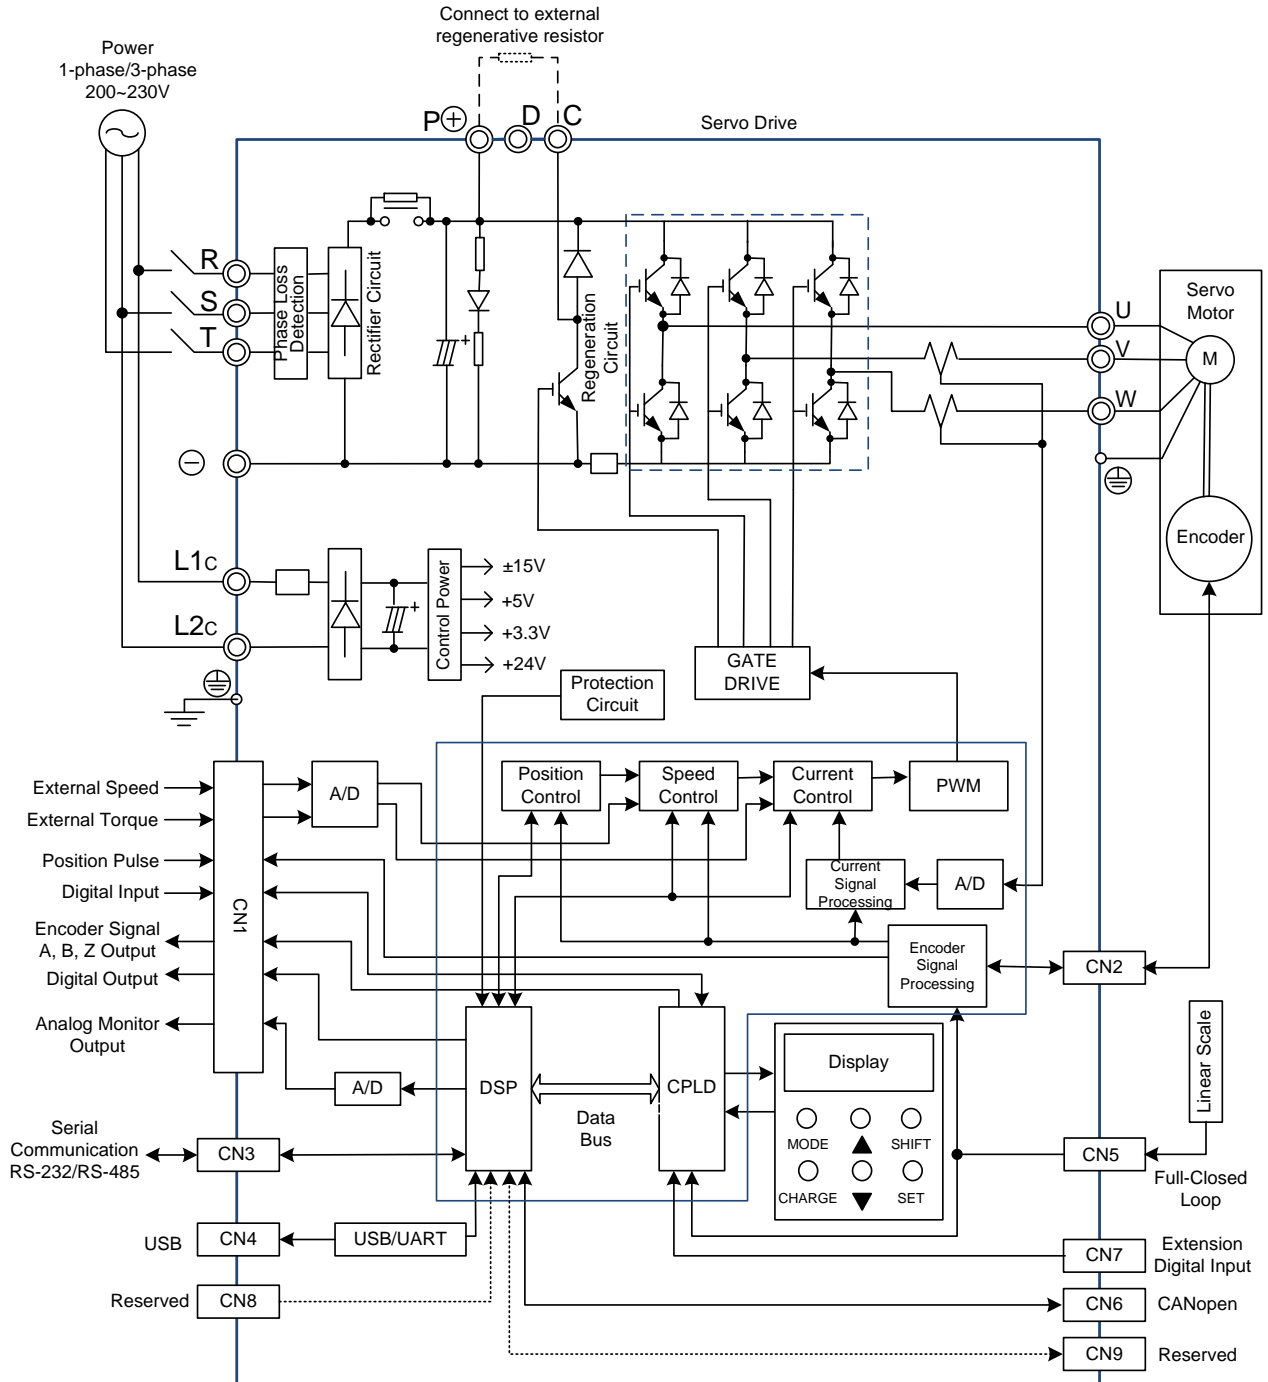 Connect to external
regenerative resistor
Power
1-phase/3-phase
200~230V
P
D
C
Servo Drive
R
S
T
Phase Loss
Detection
Rectifier Circuit
Regeneration
Circuit
U
V
W
Servo
Motor
M
Encoder
L1C
L2C
Control Power
±15V
+5V
+3.3V
+24V
GATE
DRIVE
Protection
Circuit
External Speed
External Torque
Position Pulse
Digital Input
Encoder Signal
A, B, Z Output
Digital Output
Analog Monitor
Output
CN1
A/D
Position
Control
Speed
Control
Current
Control
PWM
Current
Signal
Processing
A/D
Encoder
Signal
Processing
CN2
A/D
DSP
Data
Bus
CPLD
Display
MODE
SHIFT
CHARGE
SET
Linear Scale
Serial
Communication
RS-232/RS-485
CN3
CN5
Full-Closed
Loop
USB
CN4
USB/UART
CN7
Extension
Digital Input
Reserved
CN8
CN6
CANopen
CN9
Reserved